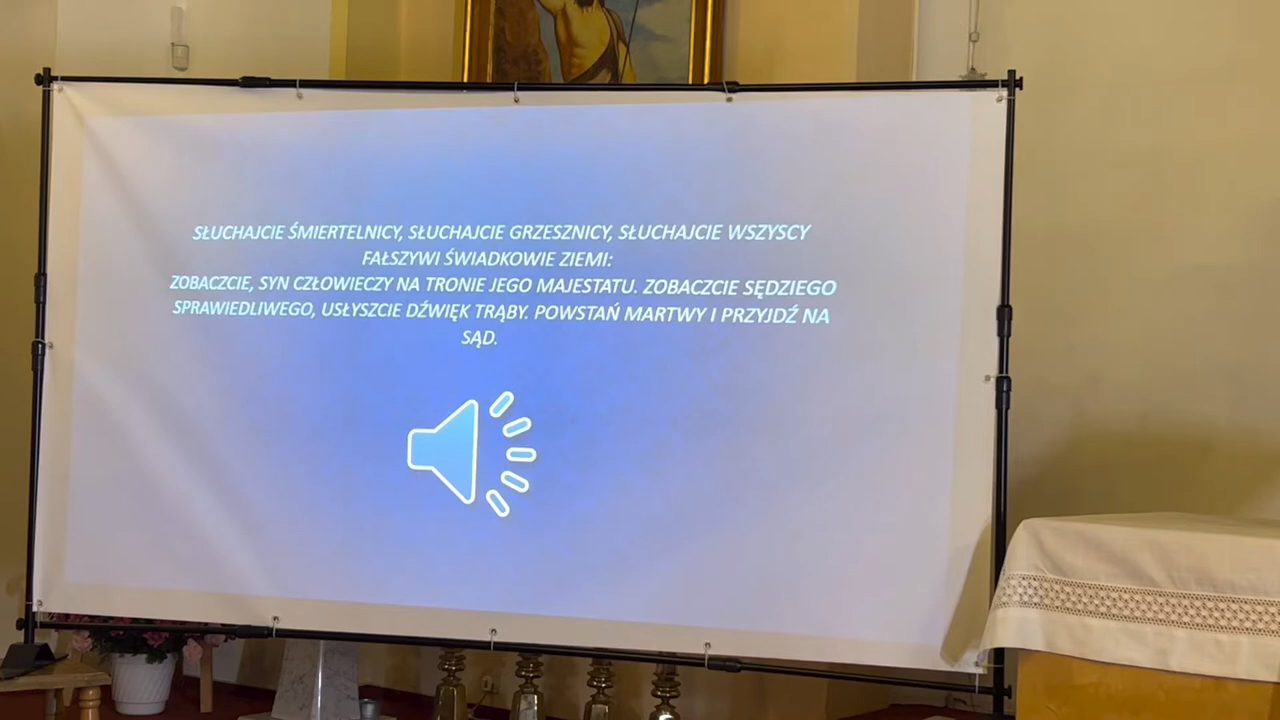 SŁUCHAJCIE ŚMIERTELNICY, SŁUCHAJCIE GRZESZNICY, SŁUCHAJCIE WSZYSCY
FAŁSZYWI ŚWIADKOWIE ZIEMI:
ZOBACZCIE, SYN CZŁOWIECZY NA TRONIE JEGO MAJESTATU. ZOBACZCIE SĘDZIEGO
SPRAWIEDLIWEGO, USŁYSZCIE DŹWIĘK TRĄBY. POWSTAŃ MARTWY I PRZYJDŹ NA
SĄD.